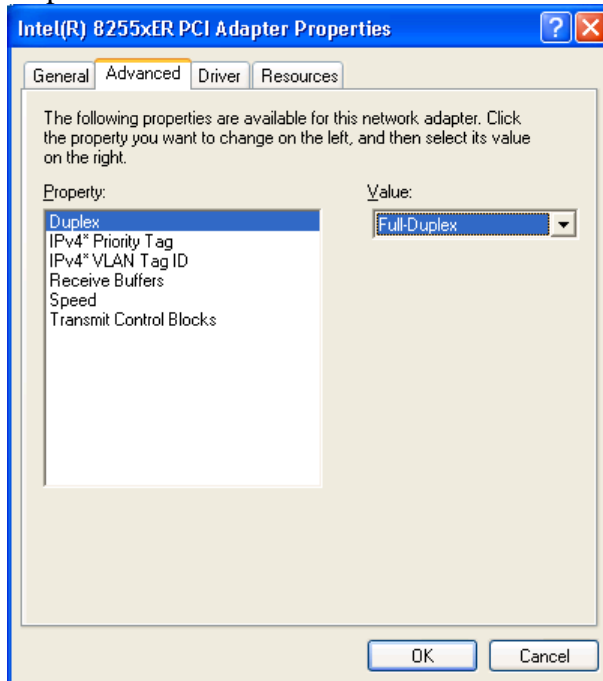 Intel(R) 8255xER PCI Adapter Properties
General Advanced Driver Resources
The following properties are available for this network adapter. Click
the property you want to change on the left, and then select its value
on the right.
Property: Value:
Duplex Full-Duplex
IPv4* Priority Tag
IPv4* VLAN Tag ID
Receive Buffers
Speed
Transmit Control Blocks
OK Cancel